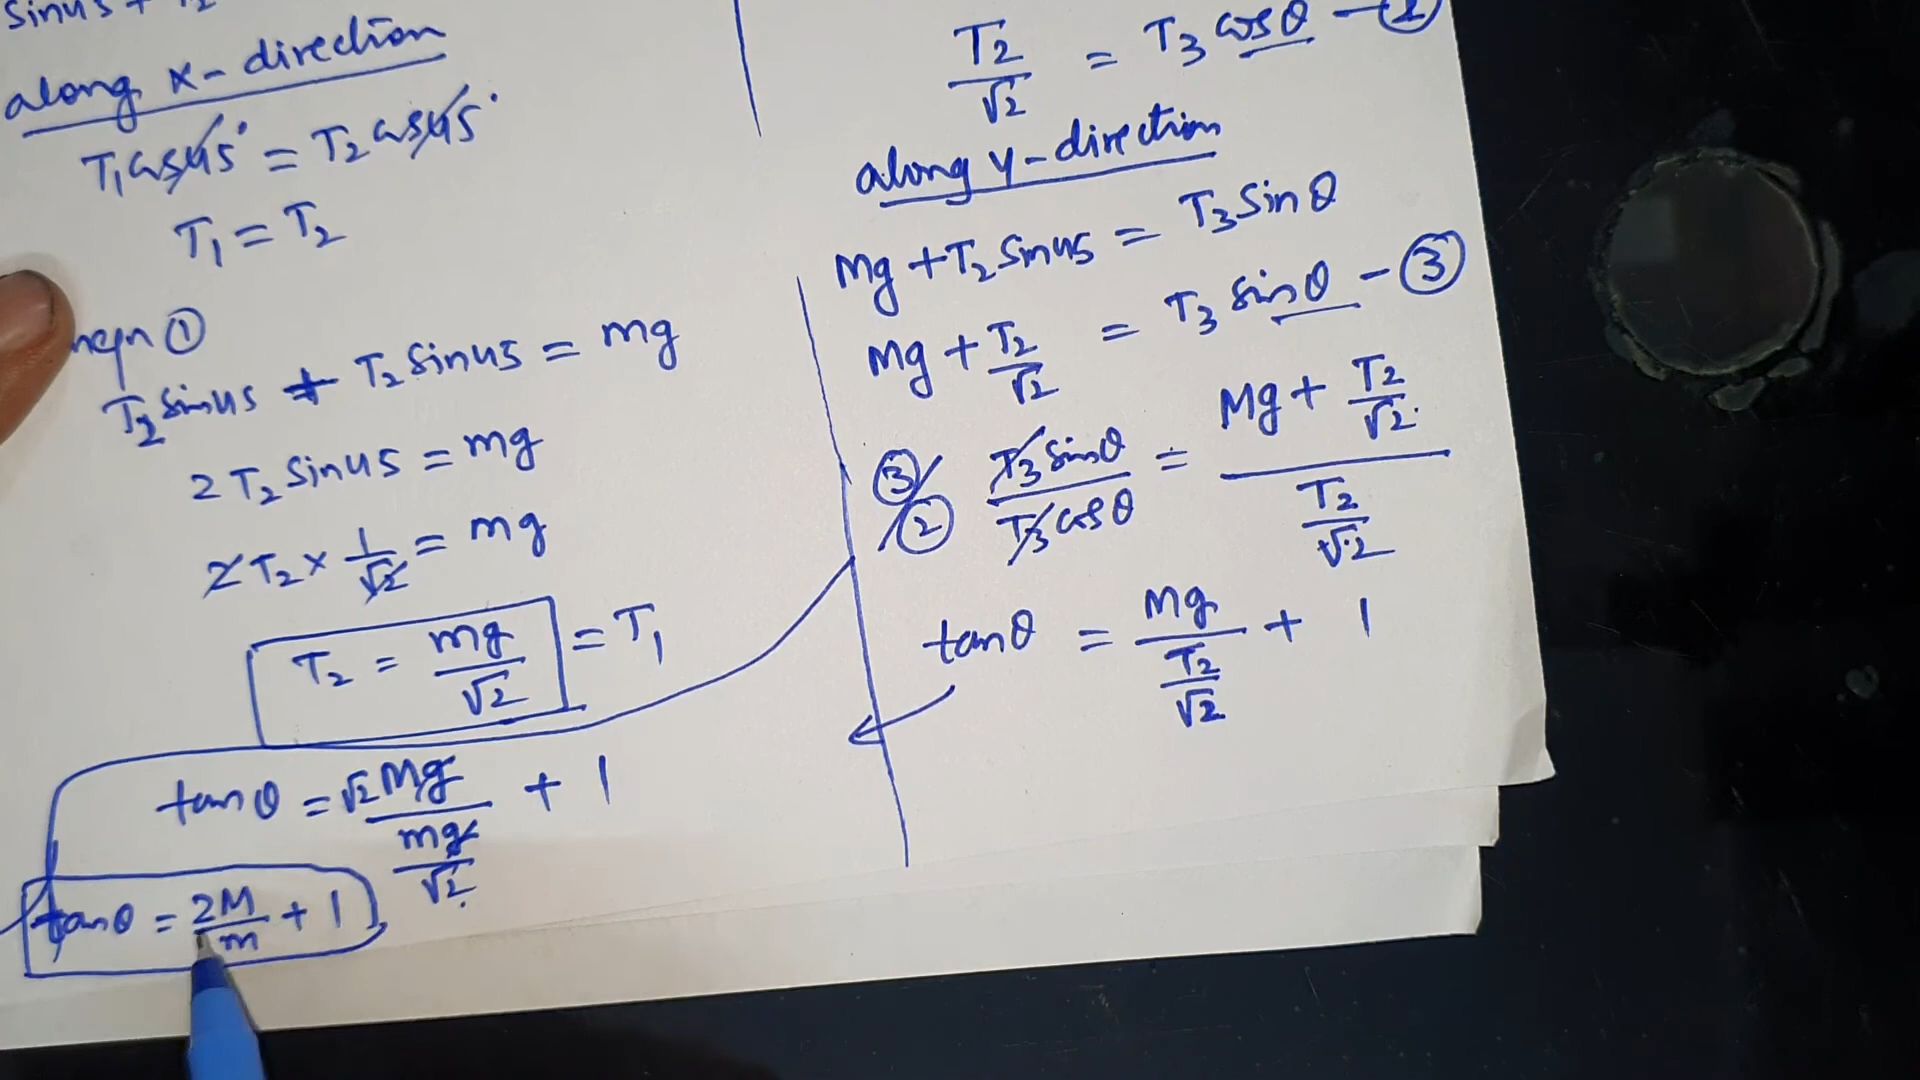 along x-direction
T₁cos45° = T₂cos45°
T₁ = T₂
neqn ①
T₂sin45 + T₂sin45 = mg
2T₂sin45 = mg
2T₂ × 1/√2 = mg
T₂ = mg/√2 = T₁
tanθ = √2Mg/(mg/√2) + 1
tanθ = 2M/m + 1
T₂/√2 = T₃cosθ — ②
along y-direction
Mg + T₂sin45 = T₃sinθ
Mg + T₂/√2 = T₃sinθ — ③
③/② T₃sinθ/T₃cosθ = (Mg + T₂/√2)/(T₂/√2)
tanθ = Mg/(T₂/√2) + 1